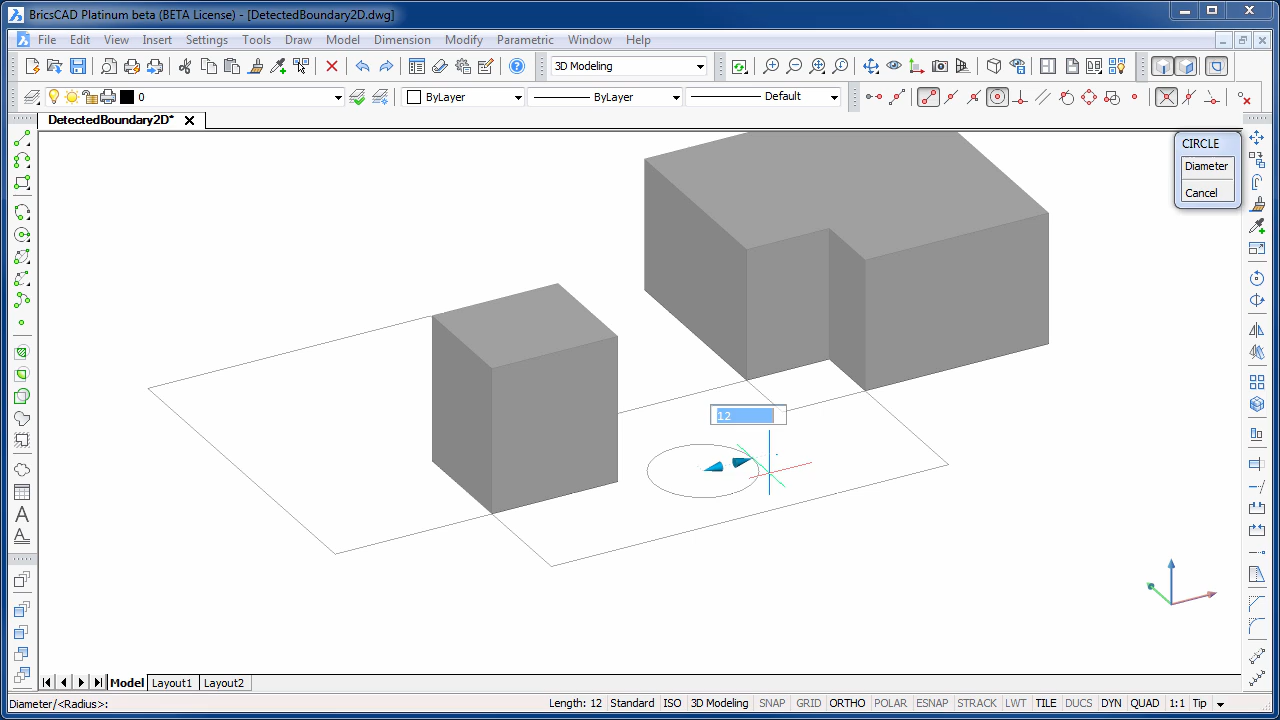 BricsCAD Platinum beta (BETA License) - [DetectedBoundary2D.dwg]
File Edit View Insert Settings Tools Draw Model Dimension Modify Parametric Window Help
3D Modeling
0 ByLayer ByLayer Default
DetectedBoundary2D*
CIRCLE
Diameter
Cancel
12
Model Layout1 Layout2
Diameter/<Radius>:
Length: 12 Standard ISO 3D Modeling SNAP GRID ORTHO POLAR ESNAP STRACK LWT TILE DUCS DYN QUAD 1:1 Tip